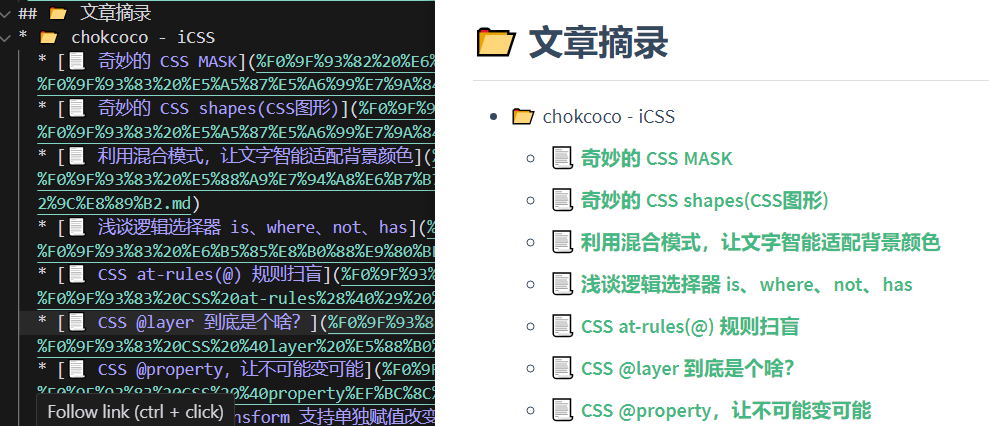 ## 📂 文章摘录
* 📂 chokcoco - iCSS
* [📃 奇妙的 CSS MASK](%F0%9F%93%82%20%E6%
%F0%9F%93%83%20%E5%A5%87%E5%A6%99%E7%9A%84
* [📃 奇妙的 CSS shapes(CSS图形)](%F0%9F%9
%F0%9F%93%83%20%E5%A5%87%E5%A6%99%E7%9A%84
* [📃 利用混合模式，让文字智能适配背景颜色](%
%F0%9F%93%83%20%E5%88%A9%E7%94%A8%E6%B7%B
2%9C%E8%89%B2.md)
* [📃 浅谈逻辑选择器 is、where、not、has](%
%F0%9F%93%83%20%E6%B5%85%E8%B0%88%E9%80%BB
* [📃 CSS at-rules(@) 规则扫盲](%F0%9F%93%
%F0%9F%93%83%20CSS%20at-rules%28%40%29%20%
* [📃 CSS @layer 到底是个啥？](%F0%9F%93%8
%F0%9F%93%83%20CSS%20%40layer%20%E5%88%B0%
* [📃 CSS @property，让不可能变可能](%F0%9F
%F0%9F%93%83%20CSS%20%40property%EF%BC%8C%
Follow link (ctrl + click)
nsform 支持单独赋值改变
📂 文章摘录
📂 chokcoco - iCSS
📃 奇妙的 CSS MASK
📃 奇妙的 CSS shapes(CSS图形)
📃 利用混合模式，让文字智能适配背景颜色
📃 浅谈逻辑选择器 is、where、not、has
📃 CSS at-rules(@) 规则扫盲
📃 CSS @layer 到底是个啥？
📃 CSS @property，让不可能变可能